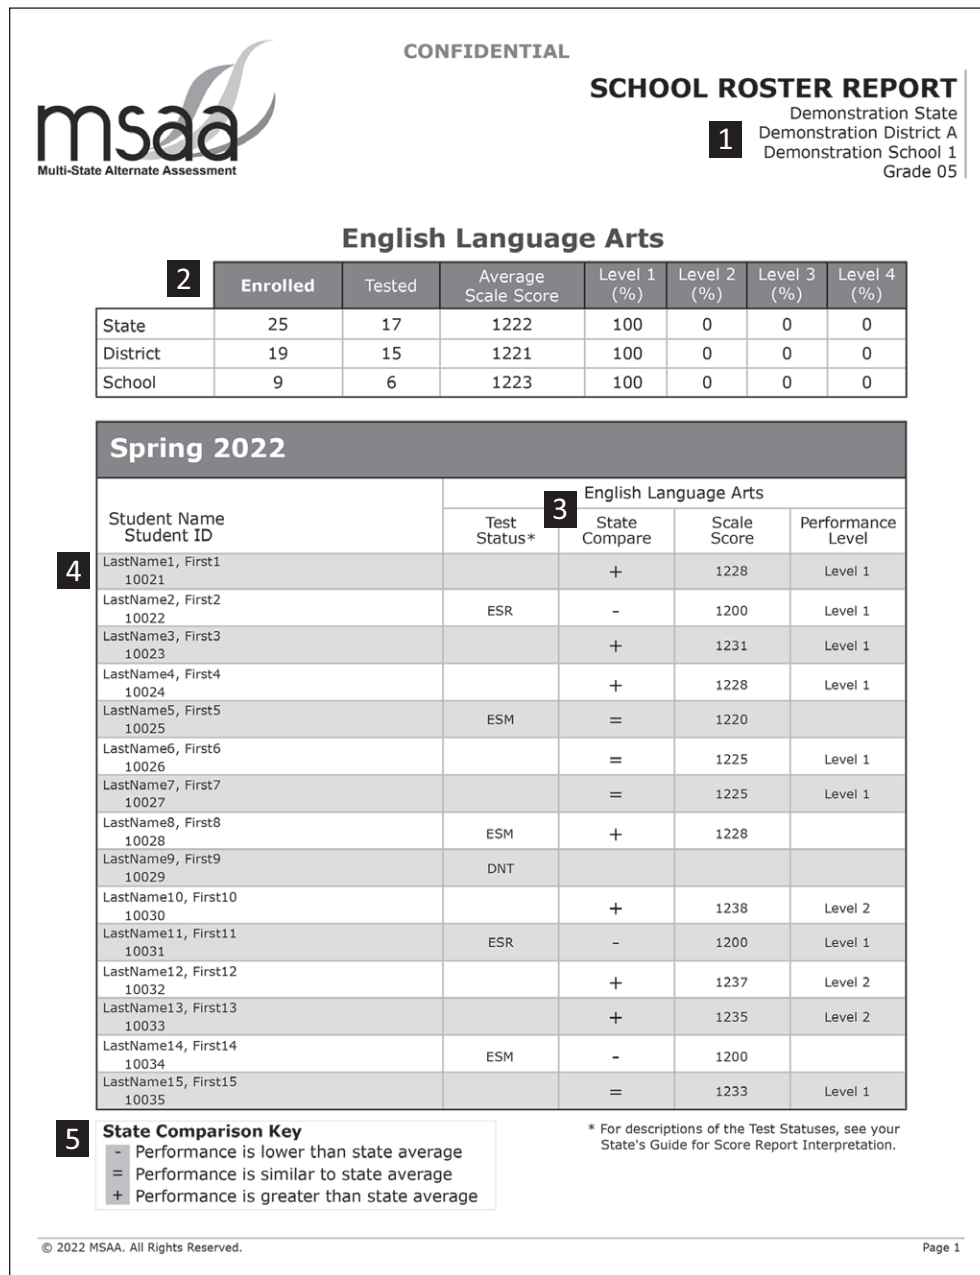 CONFIDENTIAL
msaa
Multi-State Alternate Assessment
SCHOOL ROSTER REPORT
Demonstration State
1 Demonstration District A
Demonstration School 1
Grade 05
English Language Arts
2 Enrolled Tested Average Scale Score Level 1 (%) Level 2 (%) Level 3 (%) Level 4 (%)
State 25 17 1222 100 0 0 0
District 19 15 1221 100 0 0 0
School 9 6 1223 100 0 0 0
Spring 2022
English Language Arts
3
Student Name Student ID Test Status* State Compare Scale Score Performance Level
4
LastName1, First1
10021 + 1228 Level 1
LastName2, First2
10022 ESR - 1200 Level 1
LastName3, First3
10023 + 1231 Level 1
LastName4, First4
10024 + 1228 Level 1
LastName5, First5
10025 ESM = 1220
LastName6, First6
10026 = 1225 Level 1
LastName7, First7
10027 = 1225 Level 1
LastName8, First8
10028 ESM + 1228
LastName9, First9
10029 DNT
LastName10, First10
10030 + 1238 Level 2
LastName11, First11
10031 ESR - 1200 Level 1
LastName12, First12
10032 + 1237 Level 2
LastName13, First13
10033 + 1235 Level 2
LastName14, First14
10034 ESM - 1200
LastName15, First15
10035 = 1233 Level 1
5 State Comparison Key
- Performance is lower than state average
= Performance is similar to state average
+ Performance is greater than state average
* For descriptions of the Test Statuses, see your
State's Guide for Score Report Interpretation.
© 2022 MSAA. All Rights Reserved. Page 1